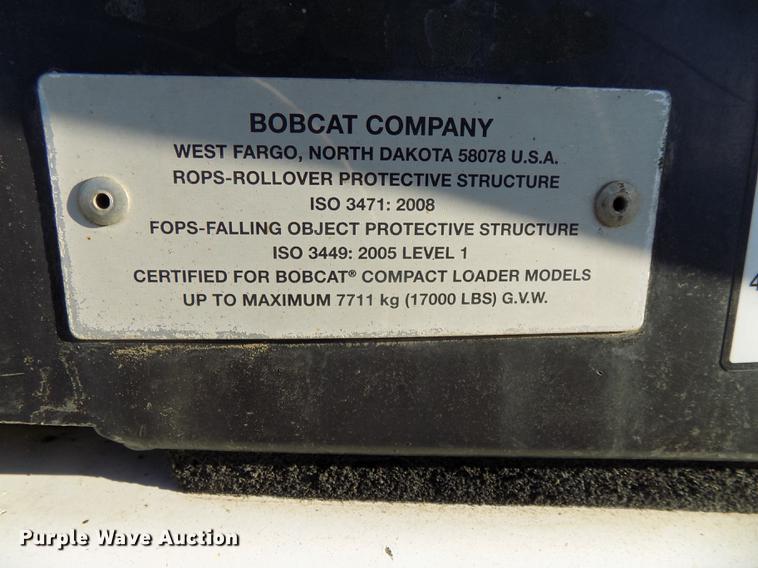 BOBCAT COMPANY
WEST FARGO, NORTH DAKOTA 58078 U.S.A.
ROPS-ROLLOVER PROTECTIVE STRUCTURE
ISO 3471: 2008
FOPS-FALLING OBJECT PROTECTIVE STRUCTURE
ISO 3449: 2005 LEVEL 1
CERTIFIED FOR BOBCAT® COMPACT LOADER MODELS
UP TO MAXIMUM 7711 kg (17000 LBS) G.V.W.
4
Purple Wave Auction